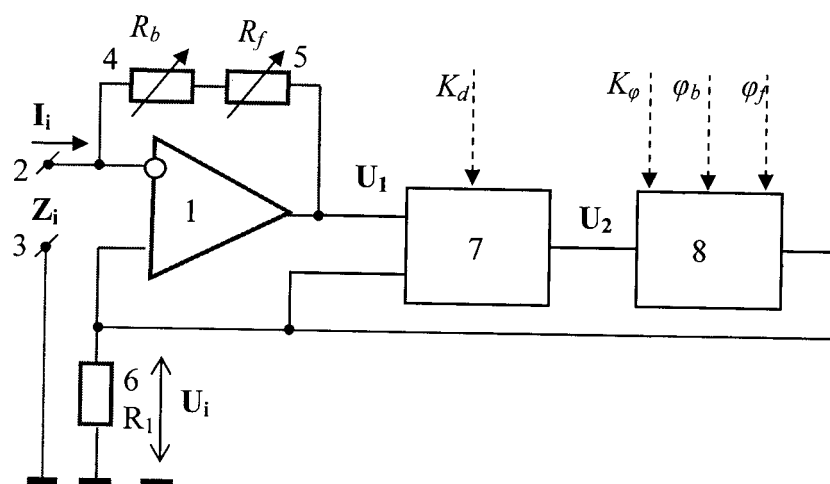 R_b R_f
4 5
K_d K_φ φ_b φ_f
I_i
2
1
U_1
Z_i
U_2
3
7 8
6
R_1 U_i